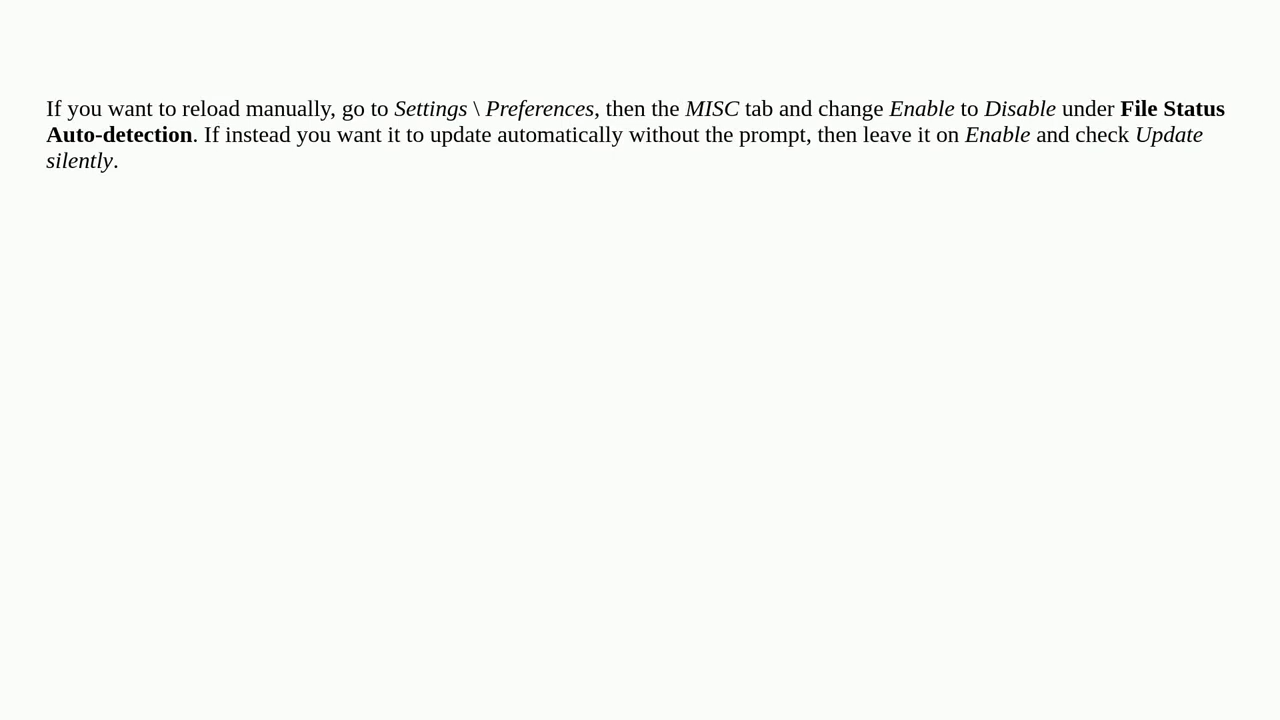 If you want to reload manually, go to Settings \ Preferences, then the MISC tab and change Enable to Disable under File Status
Auto-detection. If instead you want it to update automatically without the prompt, then leave it on Enable and check Update
silently.